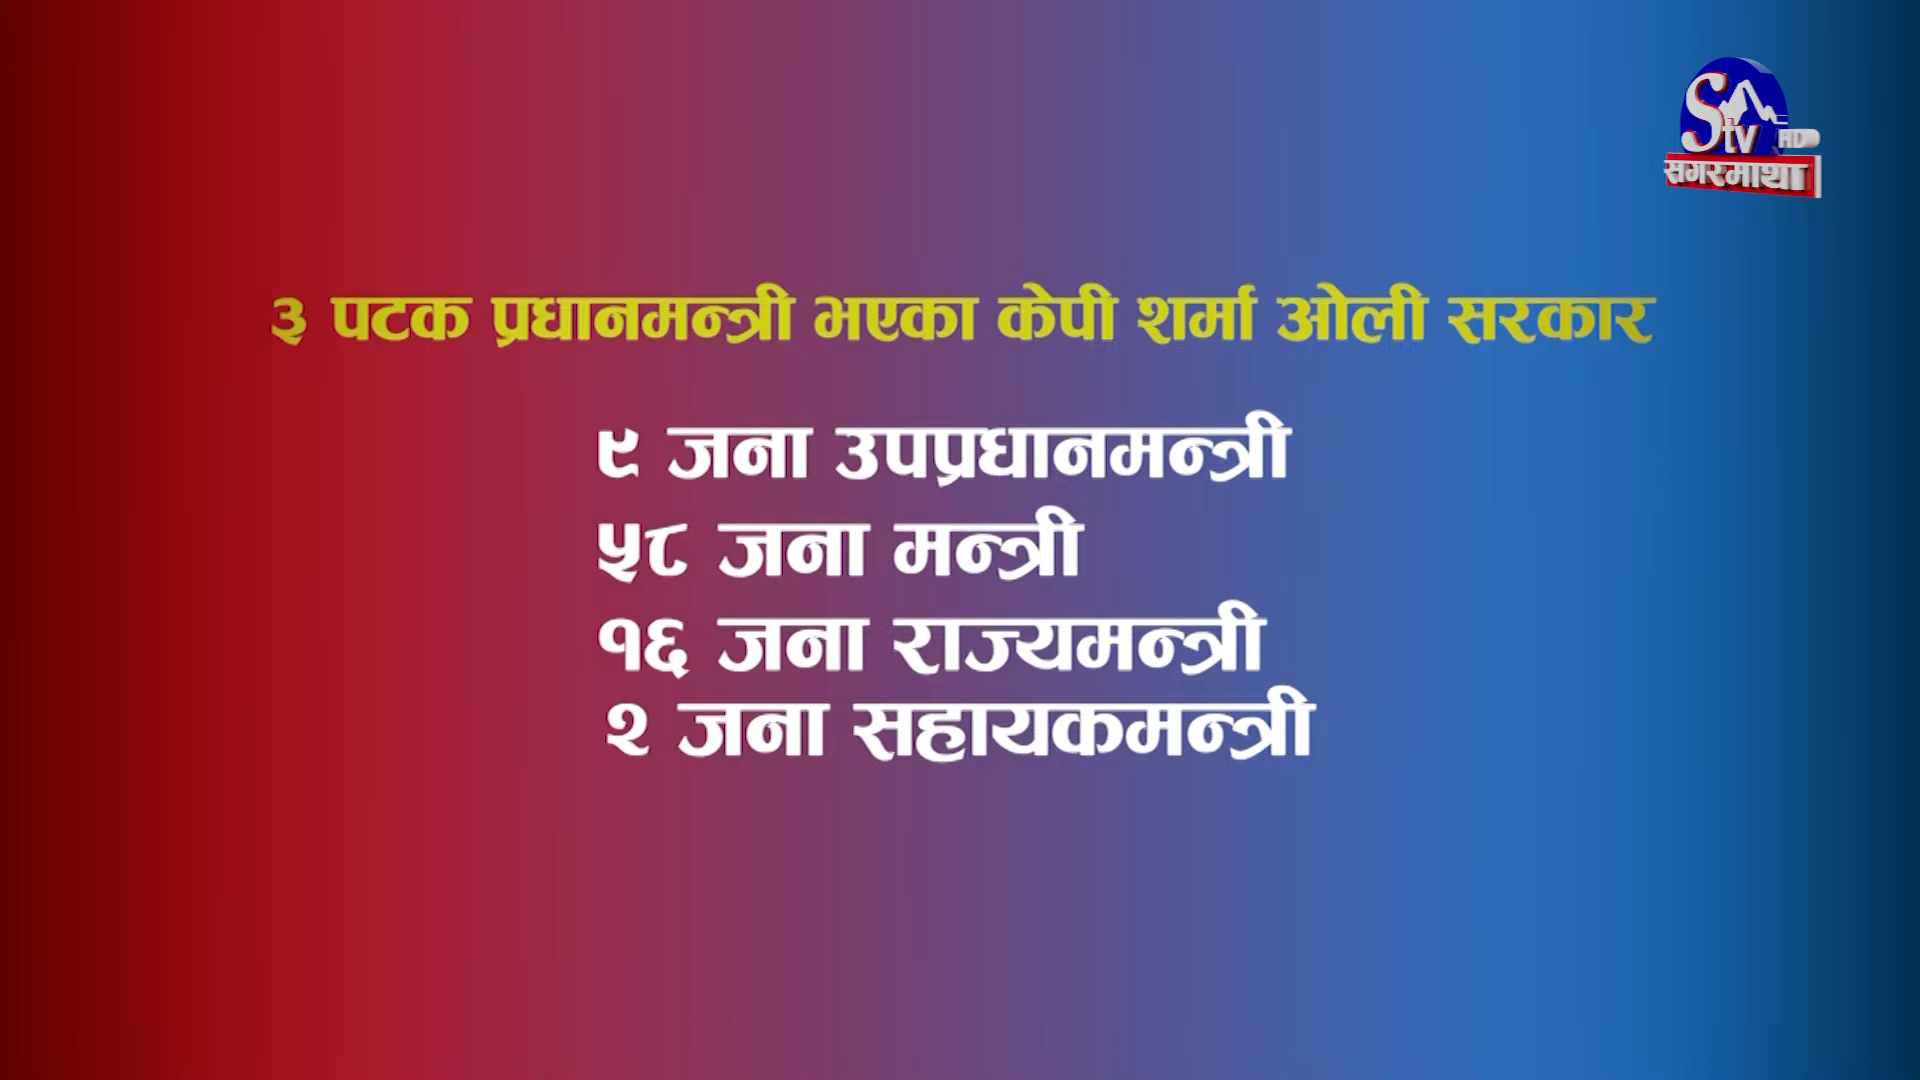 Stv HD
सगरमाथा
३ पटक प्रधानमन्त्री भएका केपी शर्मा ओली सरकार
९ जना उपप्रधानमन्त्री
५८ जना मन्त्री
१६ जना राज्यमन्त्री
२ जना सहायकमन्त्री